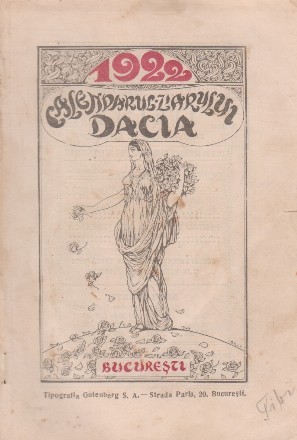 1922
CALENDARUL ZIARULUI
DACIA
BUCUREȘTI
Tipografia Gutenberg S. A. — Strada Paris, 20. București.